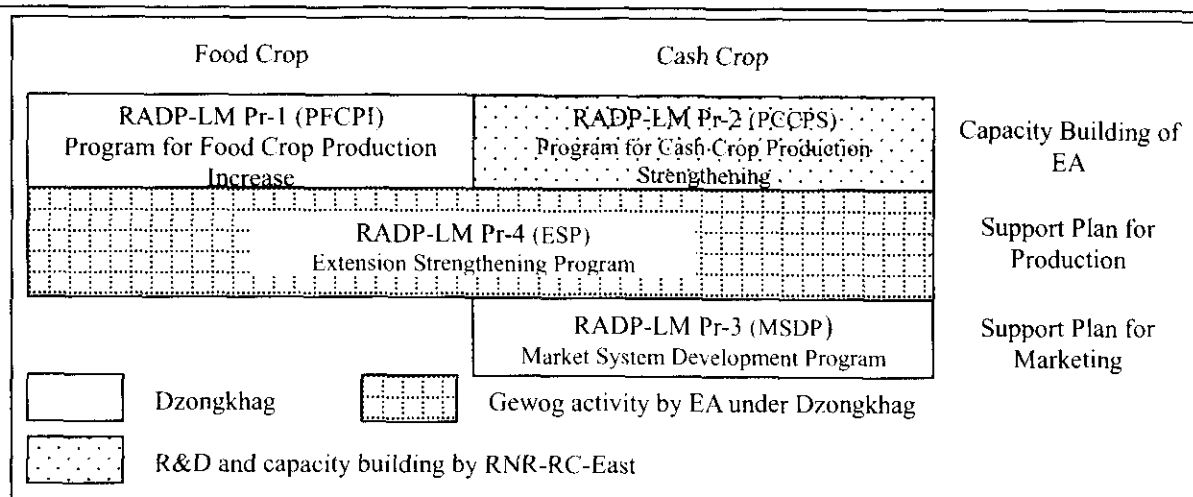 Food Crop
Cash Crop
RADP-LM Pr-1 (PFCPI)
Program for Food Crop Production
Increase
RADP-LM Pr-2 (PCCPS)
Program for Cash Crop Production
Strengthening
Capacity Building of
EA
RADP-LM Pr-4 (ESP)
Extension Strengthening Program
Support Plan for
Production
RADP-LM Pr-3 (MSDP)
Market System Development Program
Support Plan for
Marketing
Dzongkhag
Gewog activity by EA under Dzongkhag
R&D and capacity building by RNR-RC-East